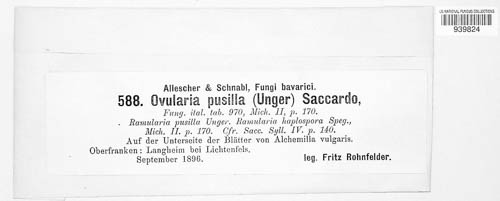 US NATIONAL FUNGUS COLLECTIONS
939824
Allescher & Schnabl, Fungi bavarici.
588. Ovularia pusilla (Unger) Saccardo,
Fung. ital. tab. 970, Mich. II, p. 170.
Ramularia pusilla Unger. Ramularia haplospora Speg.,
Mich. II. p. 170. Cfr. Sacc. Syll. IV. p. 140.
Auf der Unterseite der Blätter von Alchemilla vulgaris.
Oberfranken: Langheim bei Lichtenfels.
September 1896. leg. Fritz Rohnfelder.